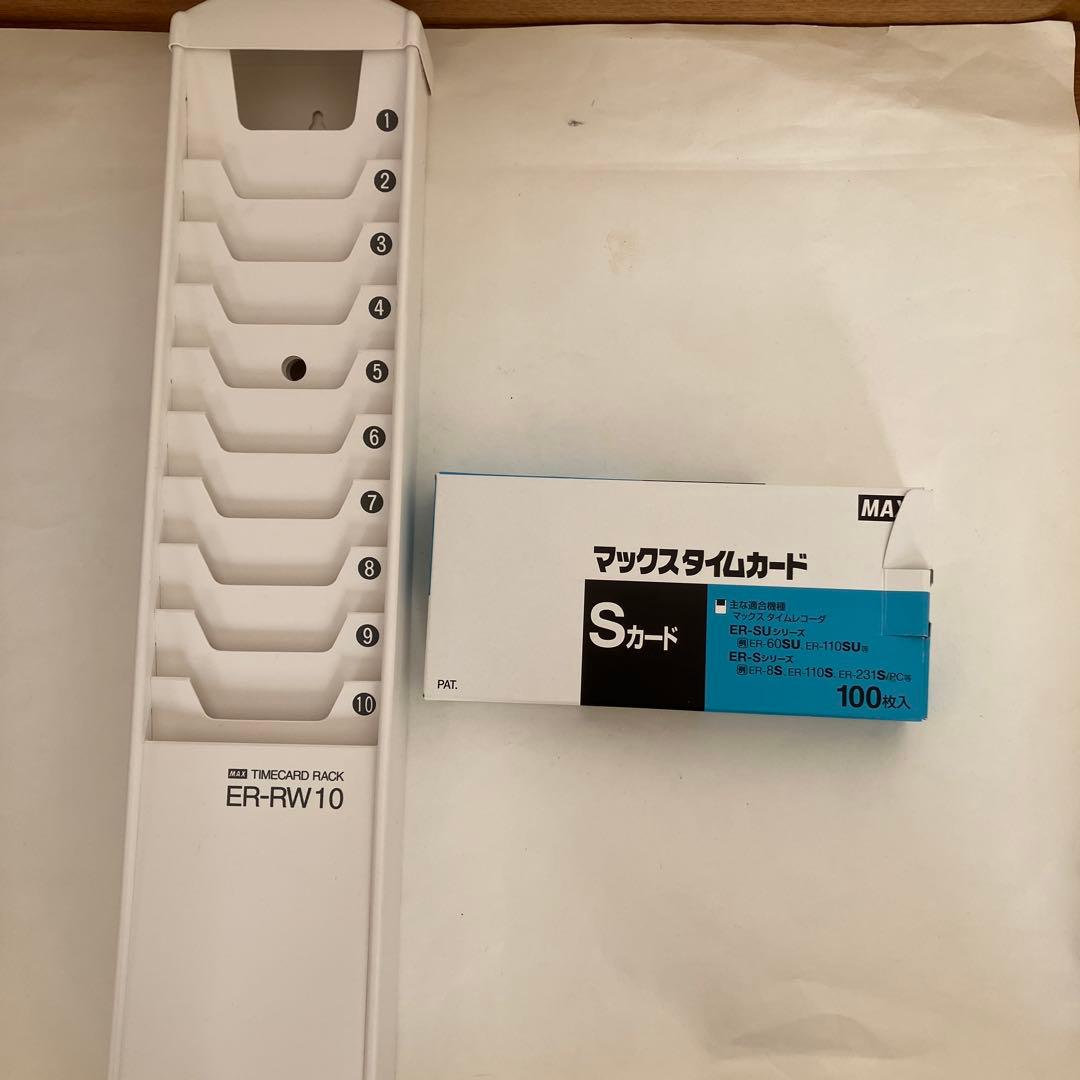 1
2
3
4
5
6
7
8
9
10
MAX TIMECARD RACK
ER-RW10
マックスタイムカード
Sカード
主な適合機種
マックス タイムレコーダ
ER-SUシリーズ
例ER-60SU、ER-110SU等
ER-Sシリーズ
例ER-8S、ER-110S、ER-231S/PC等
100枚入
PAT.